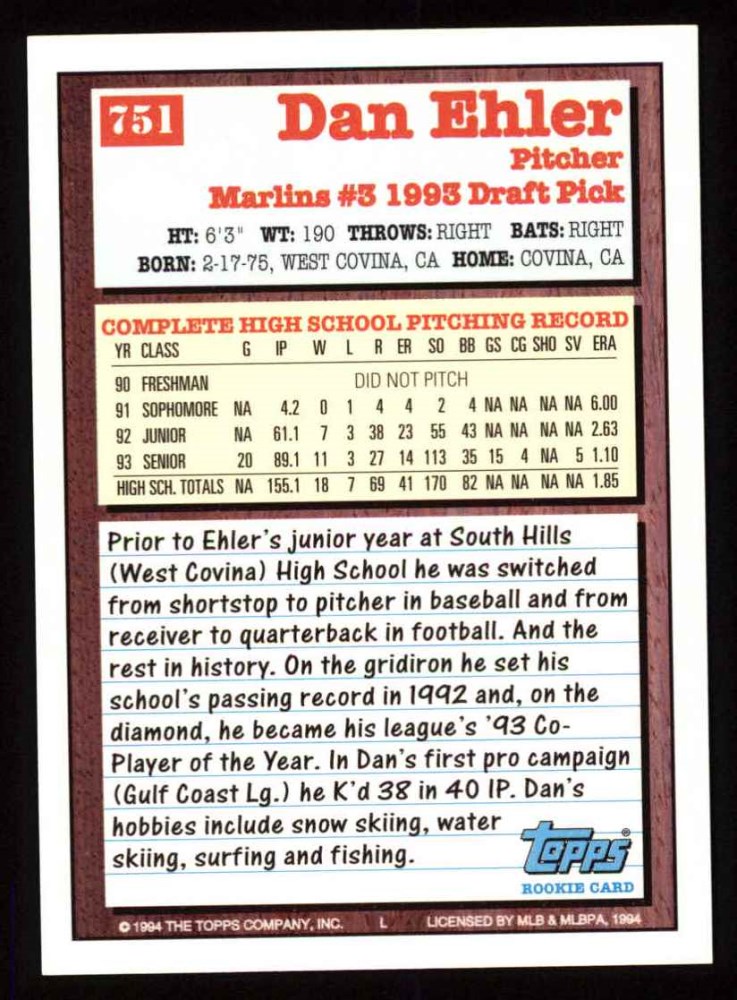 751
Dan Ehler
Pitcher
Marlins #3 1993 Draft Pick
HT: 6'3" WT: 190 THROWS: RIGHT BATS: RIGHT
BORN: 2-17-75, WEST COVINA, CA HOME: COVINA, CA
COMPLETE HIGH SCHOOL PITCHING RECORD
YR CLASS G IP W L R ER SO BB GS CG SHO SV ERA
90 FRESHMAN DID NOT PITCH
91 SOPHOMORE NA 4.2 0 1 4 4 2 4 NA NA NA NA 6.00
92 JUNIOR NA 61.1 7 3 38 23 55 43 NA NA NA NA 2.63
93 SENIOR 20 89.1 11 3 27 14 113 35 15 4 NA 5 1.10
HIGH SCH. TOTALS NA 155.1 18 7 69 41 170 82 NA NA NA NA 1.85
Prior to Ehler's junior year at South Hills
(West Covina) High School he was switched
from shortstop to pitcher in baseball and from
receiver to quarterback in football. And the
rest in history. On the gridiron he set his
school's passing record in 1992 and, on the
diamond, he became his league's '93 Co-
Player of the Year. In Dan's first pro campaign
(Gulf Coast Lg.) he K'd 38 in 40 IP. Dan's
hobbies include snow skiing, water
skiing, surfing and fishing.
Topps®
ROOKIE CARD
© 1994 THE TOPPS COMPANY, INC. L LICENSED BY MLB & MLBPA, 1994